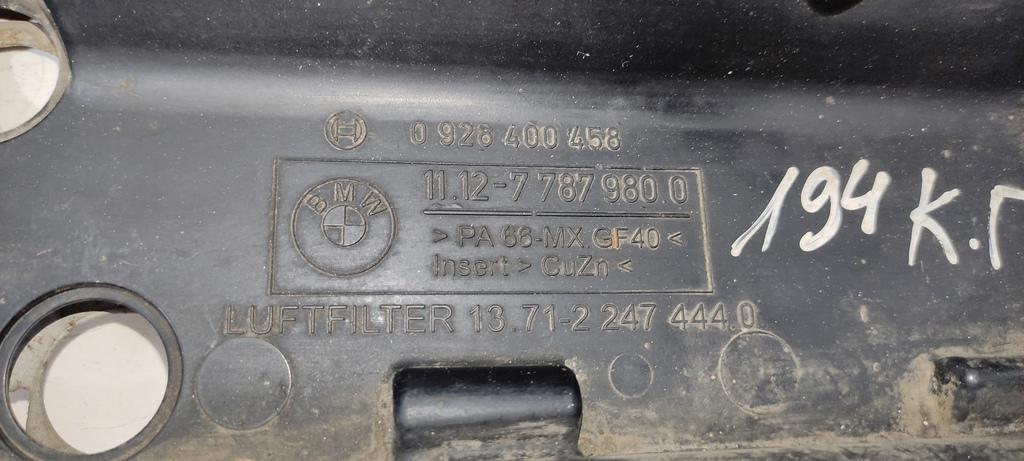 0 928 400 458
BMW
11.12-7 787 980.0
> PA 66-MX.GF40 <
Insert > CuZn <
LUFTFILTER 13.71-2 247 444.0
194 К.Г